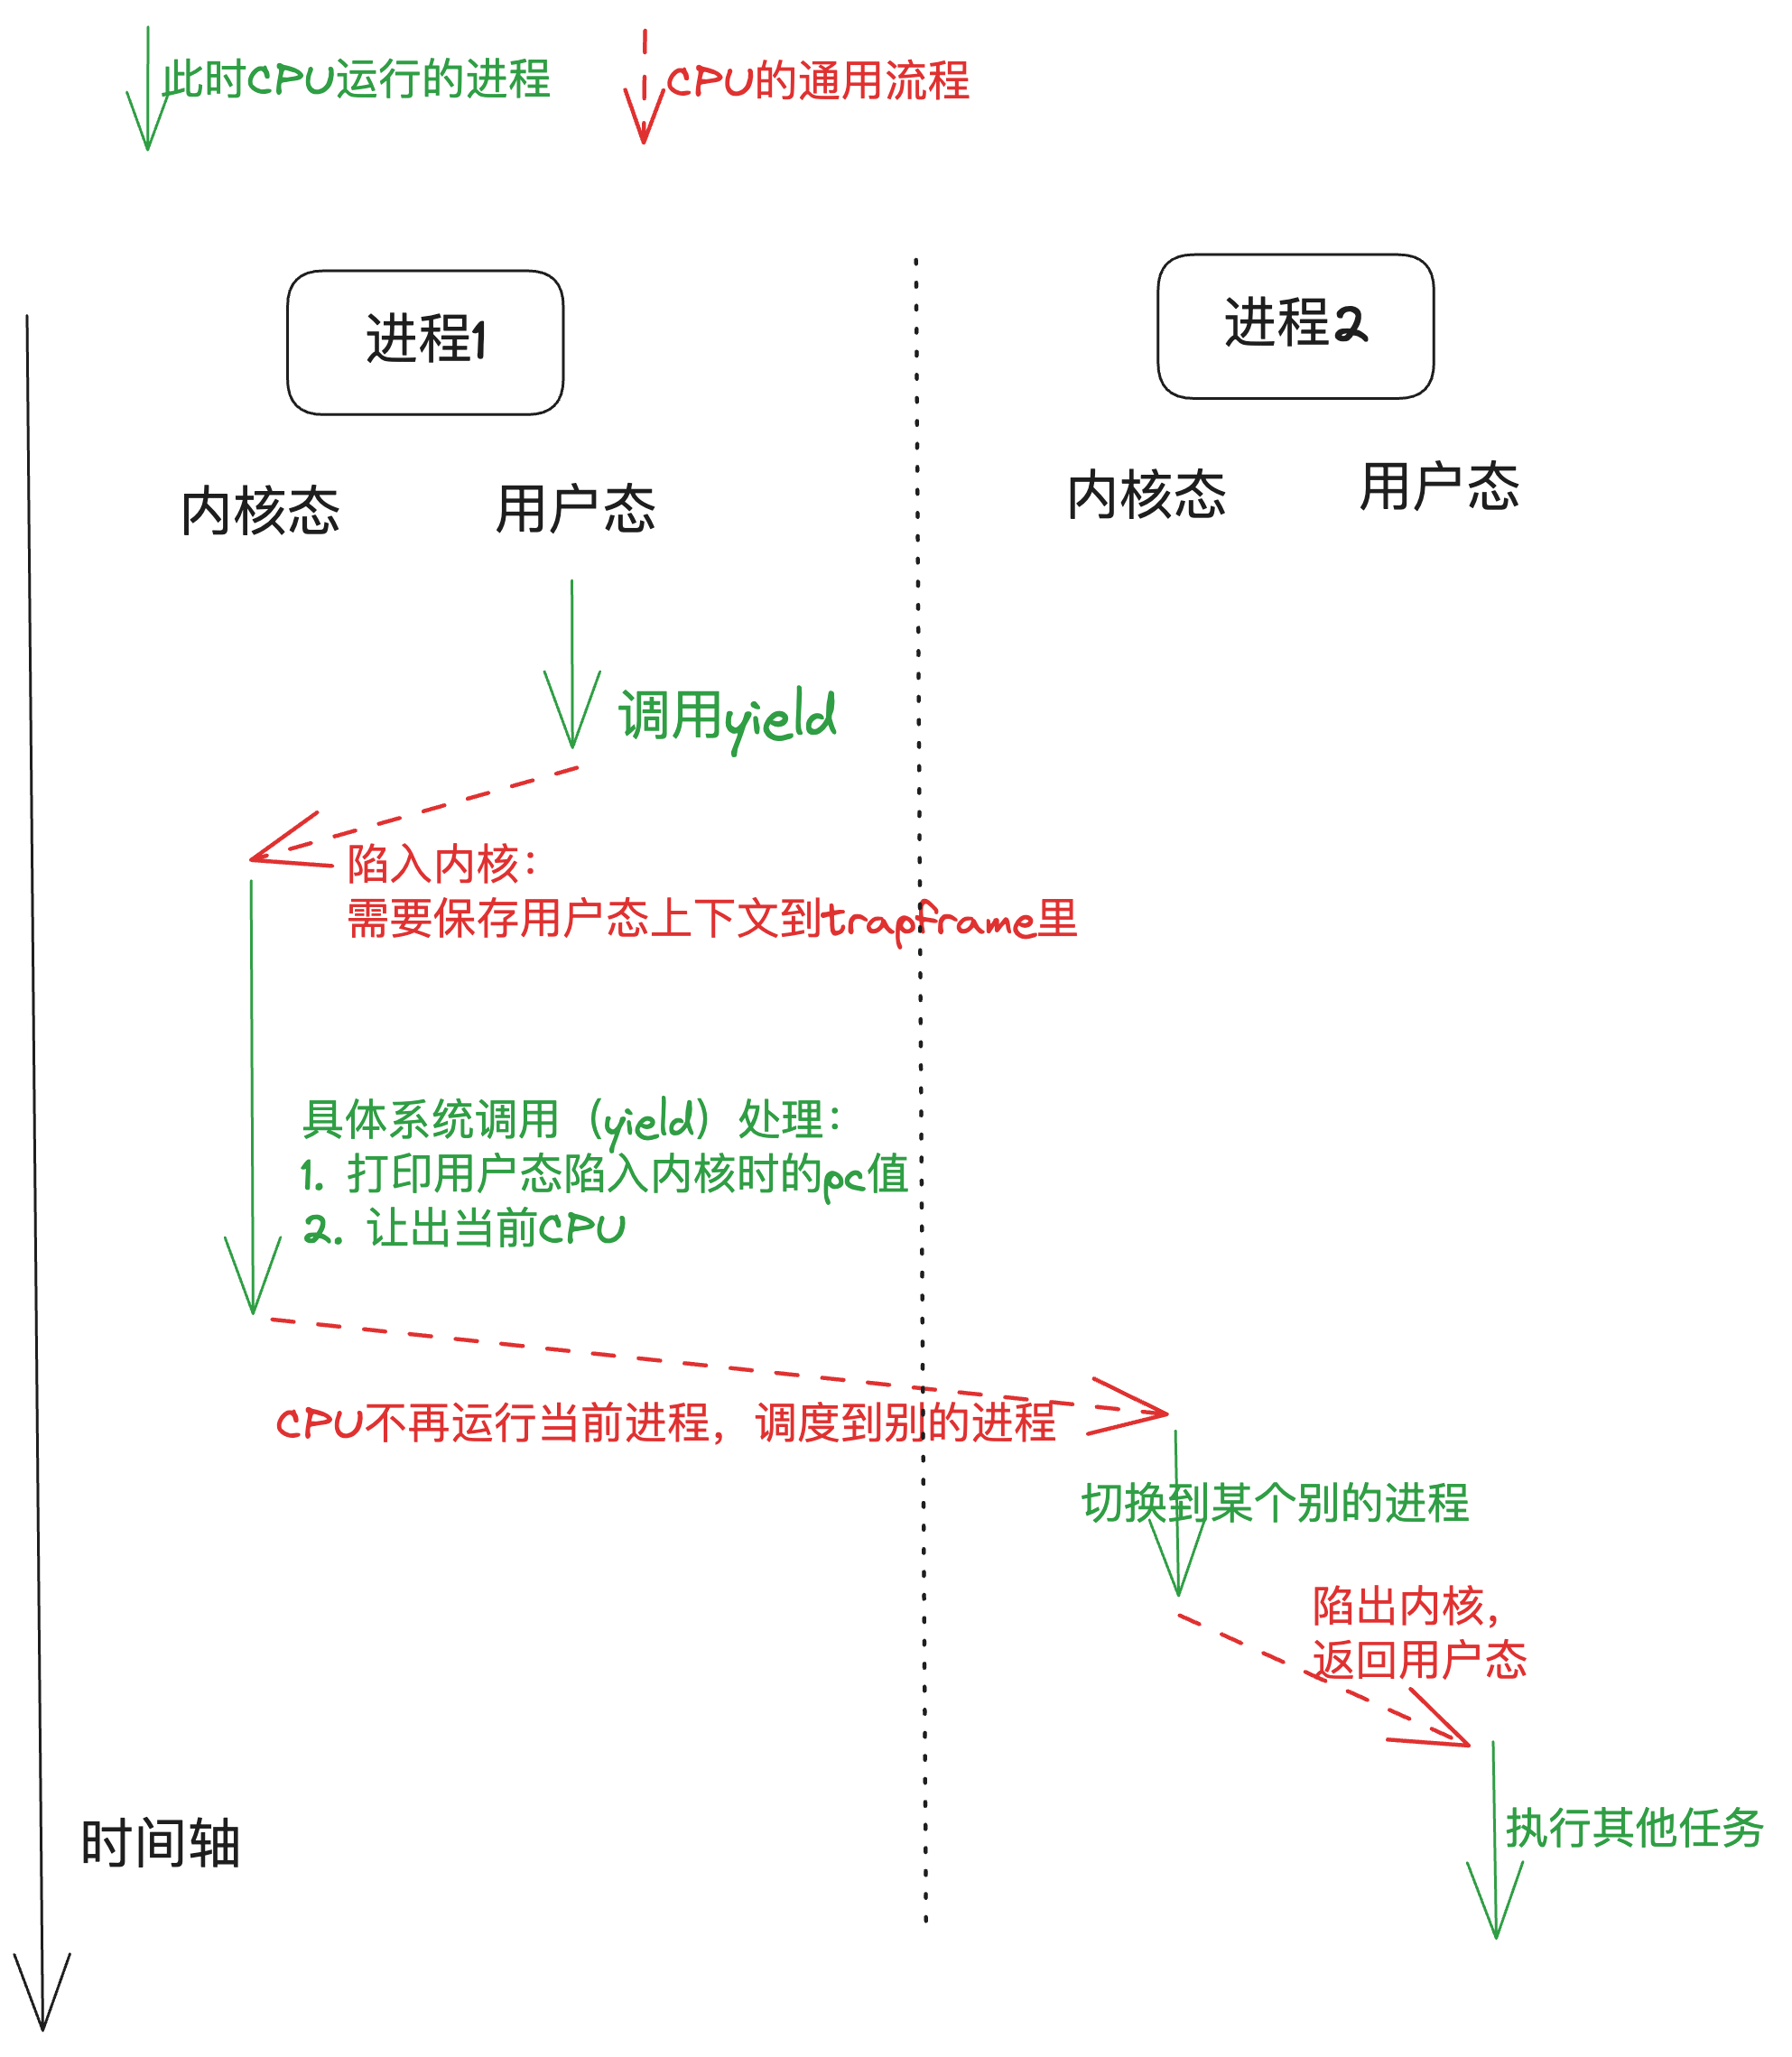 此时CPU运行的进程
CPU的通用流程
进程1
进程2
内核态
用户态
内核态
用户态
调用yield
陷入内核：
需要保存用户态上下文到trapframe里
具体系统调用（yield）处理：
1. 打印用户态陷入内核时的pc值
2. 让出当前CPU
CPU不再运行当前进程，调度到别的进程
切换到某个别的进程
陷出内核，
返回用户态
执行其他任务
时间轴